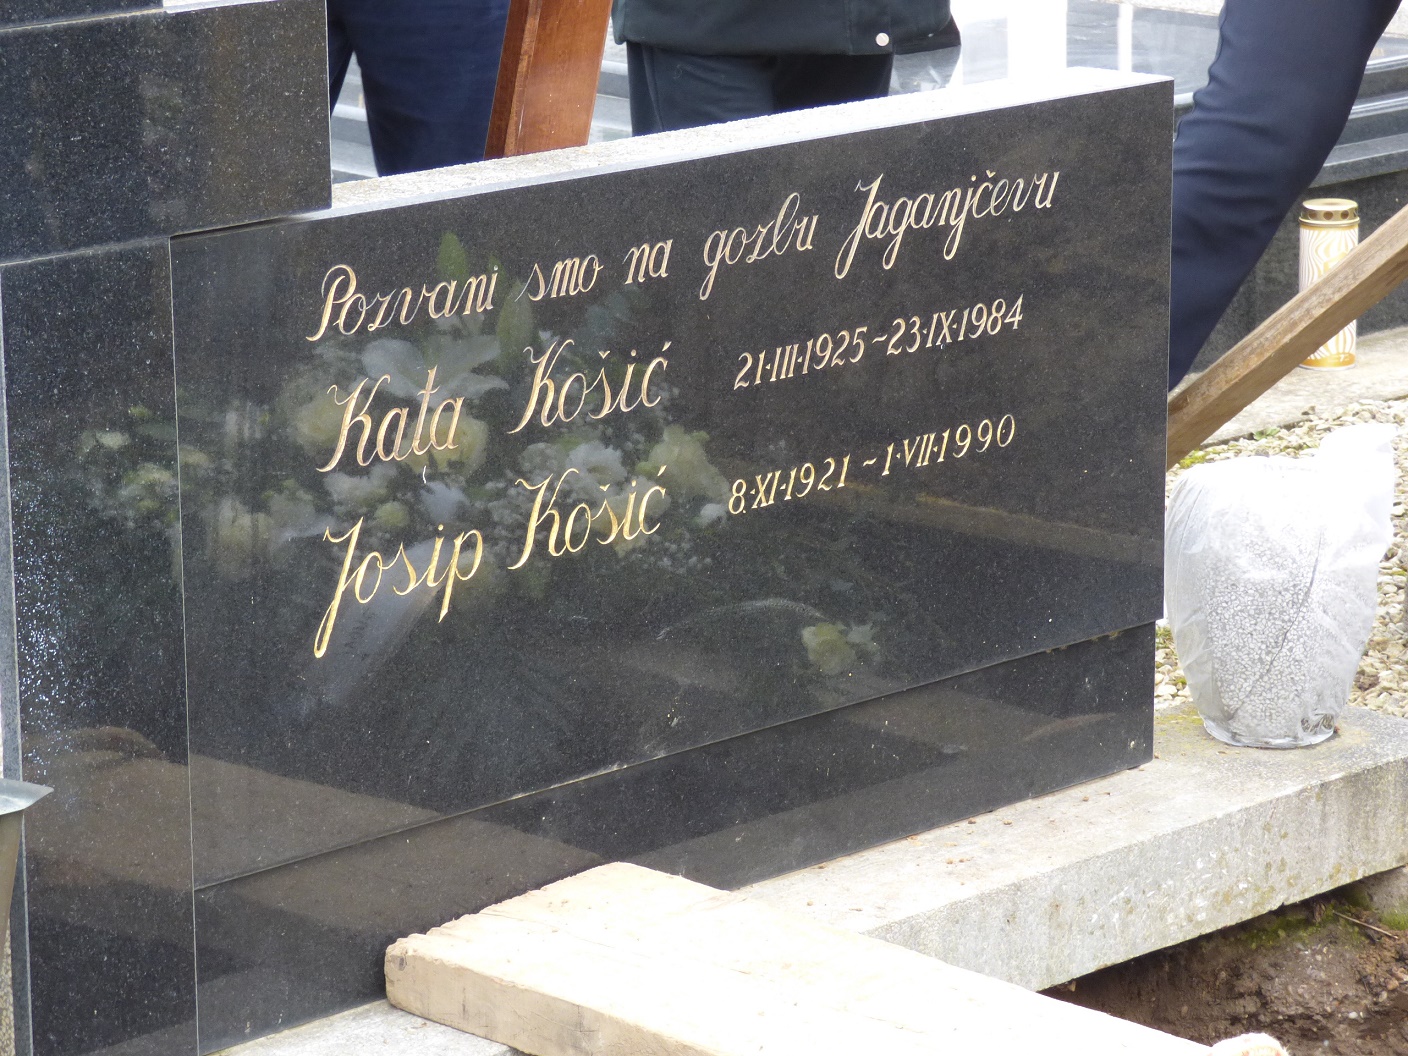 Pozvani smo na gozbu Jaganjčevu
Kata Košić 21·III·1925 ~ 23·IX·1984
Josip Košić 8·XI·1921 ~ 1·VII·1990